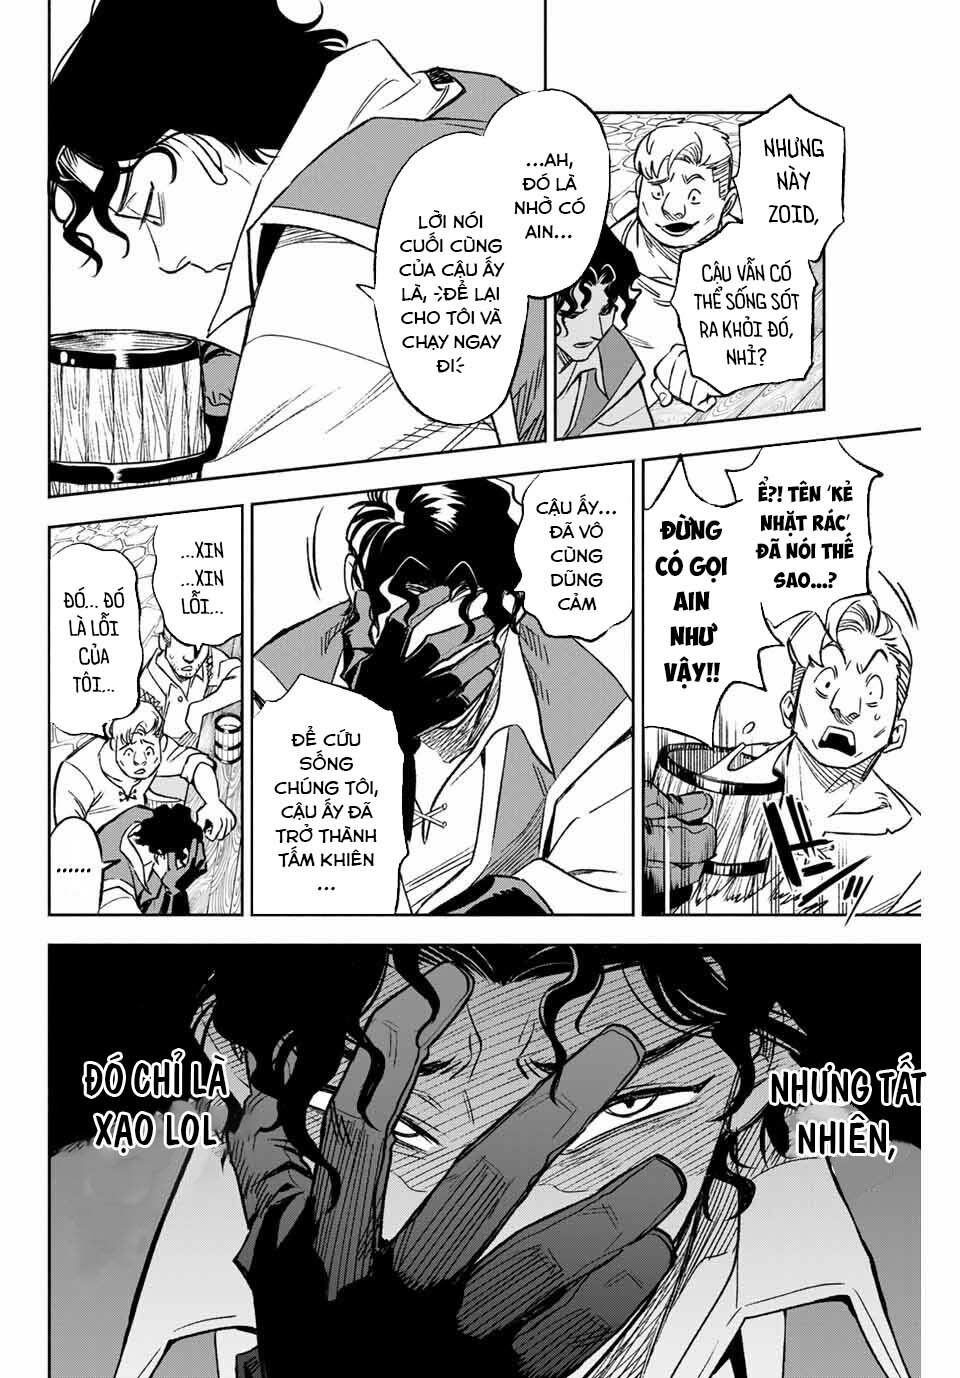 NHƯNG
NÀY
ZOID,
CẬU VẪN CÓ
THỂ SỐNG SÓT
RA KHỎI ĐÓ,
NHỈ?
...AH,
ĐÓ LÀ
NHỜ CÓ
AIN...
LỜI NÓI
CUỐI CÙNG
CỦA CẬU ẤY
LÀ, -ĐỂ LẠI
CHO TÔI VÃ
CHẠY NGAY
ĐI-
Ể?! TÊN 'KẺ
NHẶT RÁC'
ĐÃ NÓI THẾ
SAO...?
ĐỪNG
CÓ GỌI
AIN
NHƯ
VẬY!!
ドン
CẬU ẤY...
ĐÃ VÔ
CÙNG
DŨNG
CẢM
ĐỂ CỨU
SỐNG
CHÚNG TÔI,
CẬU ẤY ĐÃ
TRỞ THÀNH
TẤM KHIÊN
...
...XIN
...XIN
LỖI...
ĐÓ... ĐÓ
LÀ LỖI
CỦA
TÔI...
.......
NHƯNG TẤT
NHIÊN,
ĐÓ CHỈ LÀ
XẠO LOL